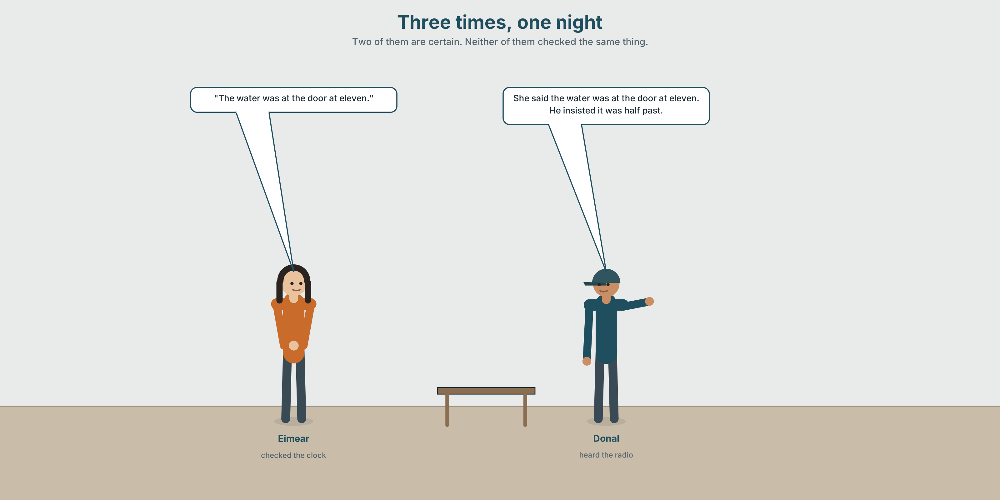 Three times, one night
Two of them are certain. Neither of them checked the same thing.
"The water was at the door at eleven."
She said the water was at the door at eleven.
He insisted it was half past.
Eimear
checked the clock
Donal
heard the radio